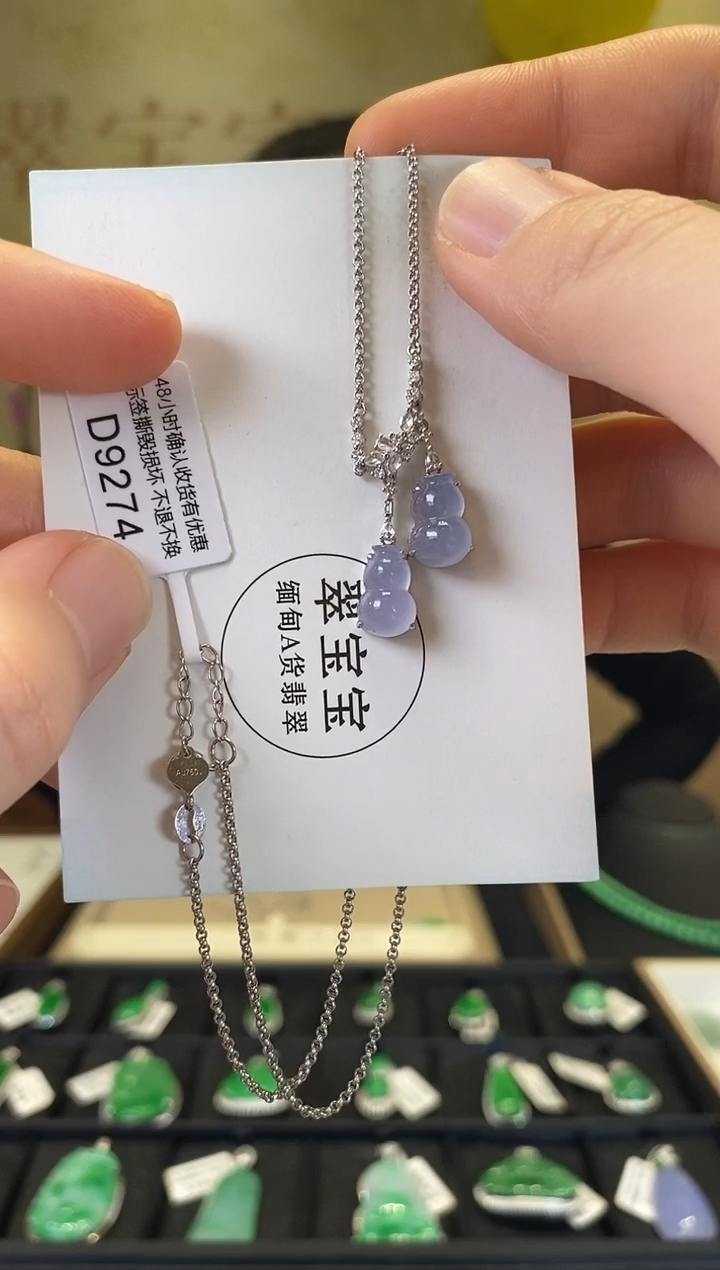 48小时确认收货有优惠
标签撕毁损坏 不退不换
D9274
翠宝宝
缅甸A货翡翠
Au750